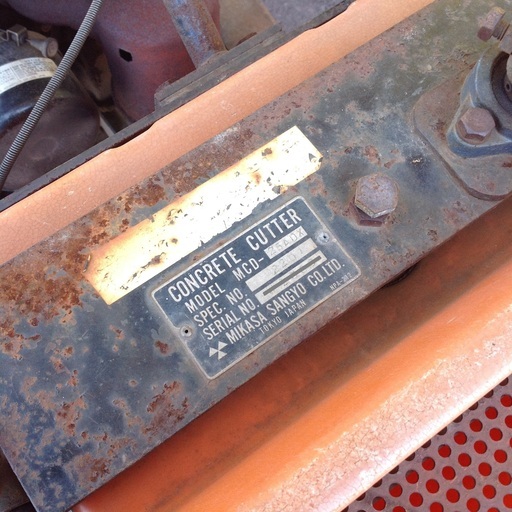 CONCRETE CUTTER
MODEL MCD-
SPEC. NO.
SERIAL NO.
MIKASA SANGYO CO. LTD.
TOKYO JAPAN